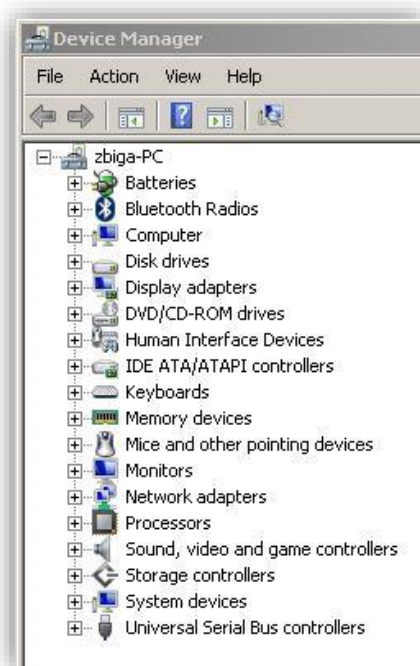 Device Manager
File Action View Help
zbiga-PC
Batteries
Bluetooth Radios
Computer
Disk drives
Display adapters
DVD/CD-ROM drives
Human Interface Devices
IDE ATA/ATAPI controllers
Keyboards
Memory devices
Mice and other pointing devices
Monitors
Network adapters
Processors
Sound, video and game controllers
Storage controllers
System devices
Universal Serial Bus controllers